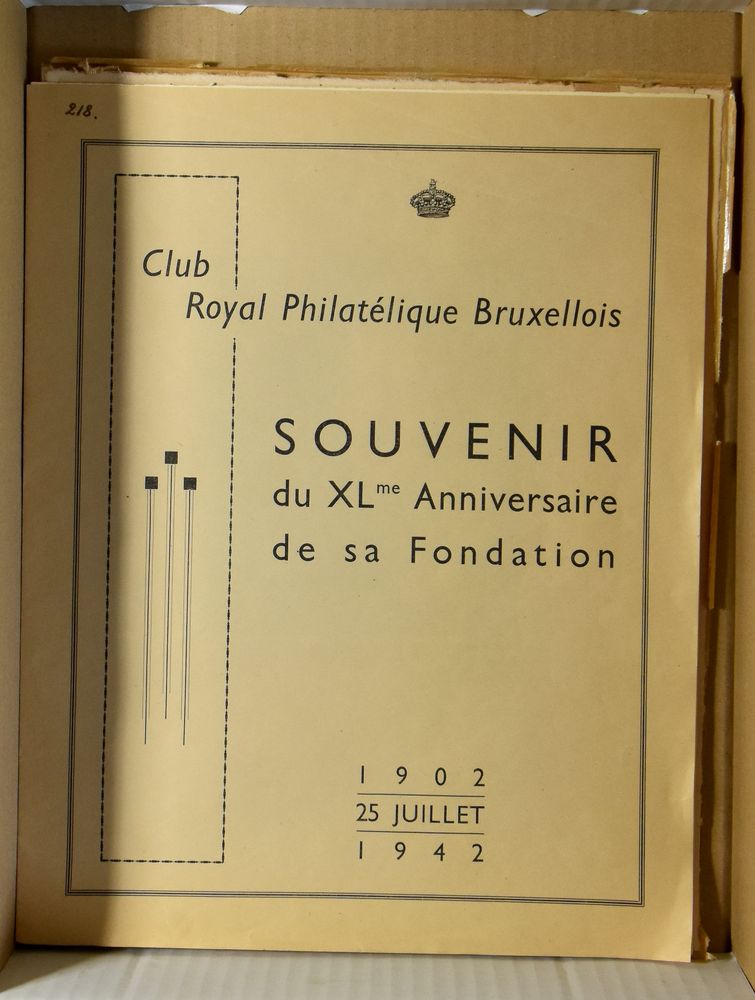 218.
Club
Royal Philatélique Bruxellois
SOUVENIR
du XLme Anniversaire
de sa Fondation
1902
25 JUILLET
1942